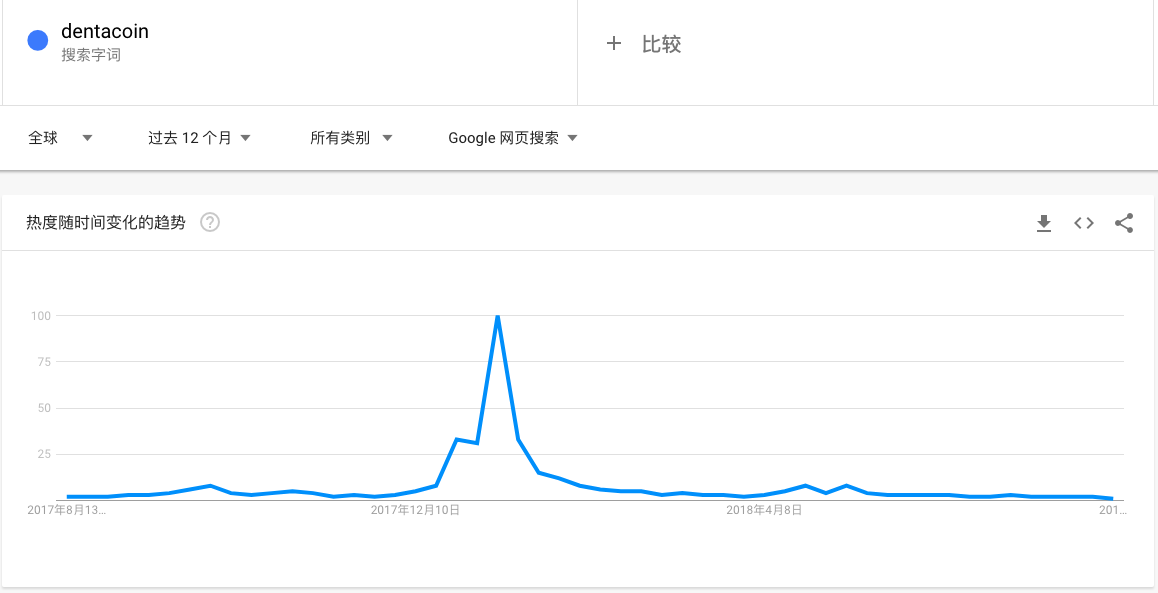 dentacoin
搜索字词
+ 比较
全球
过去 12 个月
所有类别
Google 网页搜索
热度随时间变化的趋势 ?
100
75
50
25
2017年8月13…
2017年12月10日
2018年4月8日
201…